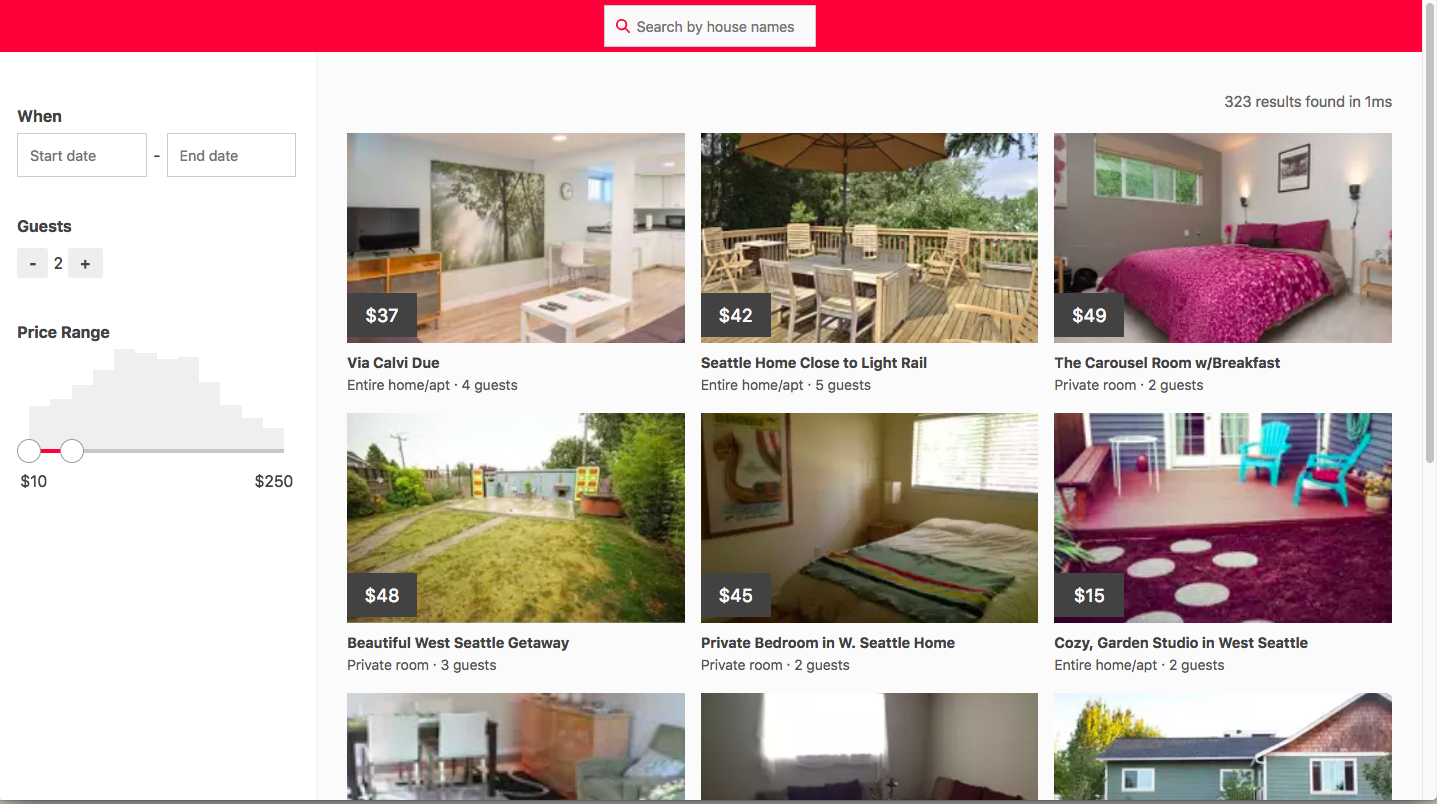 Search by house names
323 results found in 1ms
When
Start date - End date
Guests
- 2 +
Price Range
$10 $250
$37
Via Calvi Due
Entire home/apt · 4 guests
$42
Seattle Home Close to Light Rail
Entire home/apt · 5 guests
$49
The Carousel Room w/Breakfast
Private room · 2 guests
$48
Beautiful West Seattle Getaway
Private room · 3 guests
$45
Private Bedroom in W. Seattle Home
Private room · 2 guests
$15
Cozy, Garden Studio in West Seattle
Entire home/apt · 2 guests